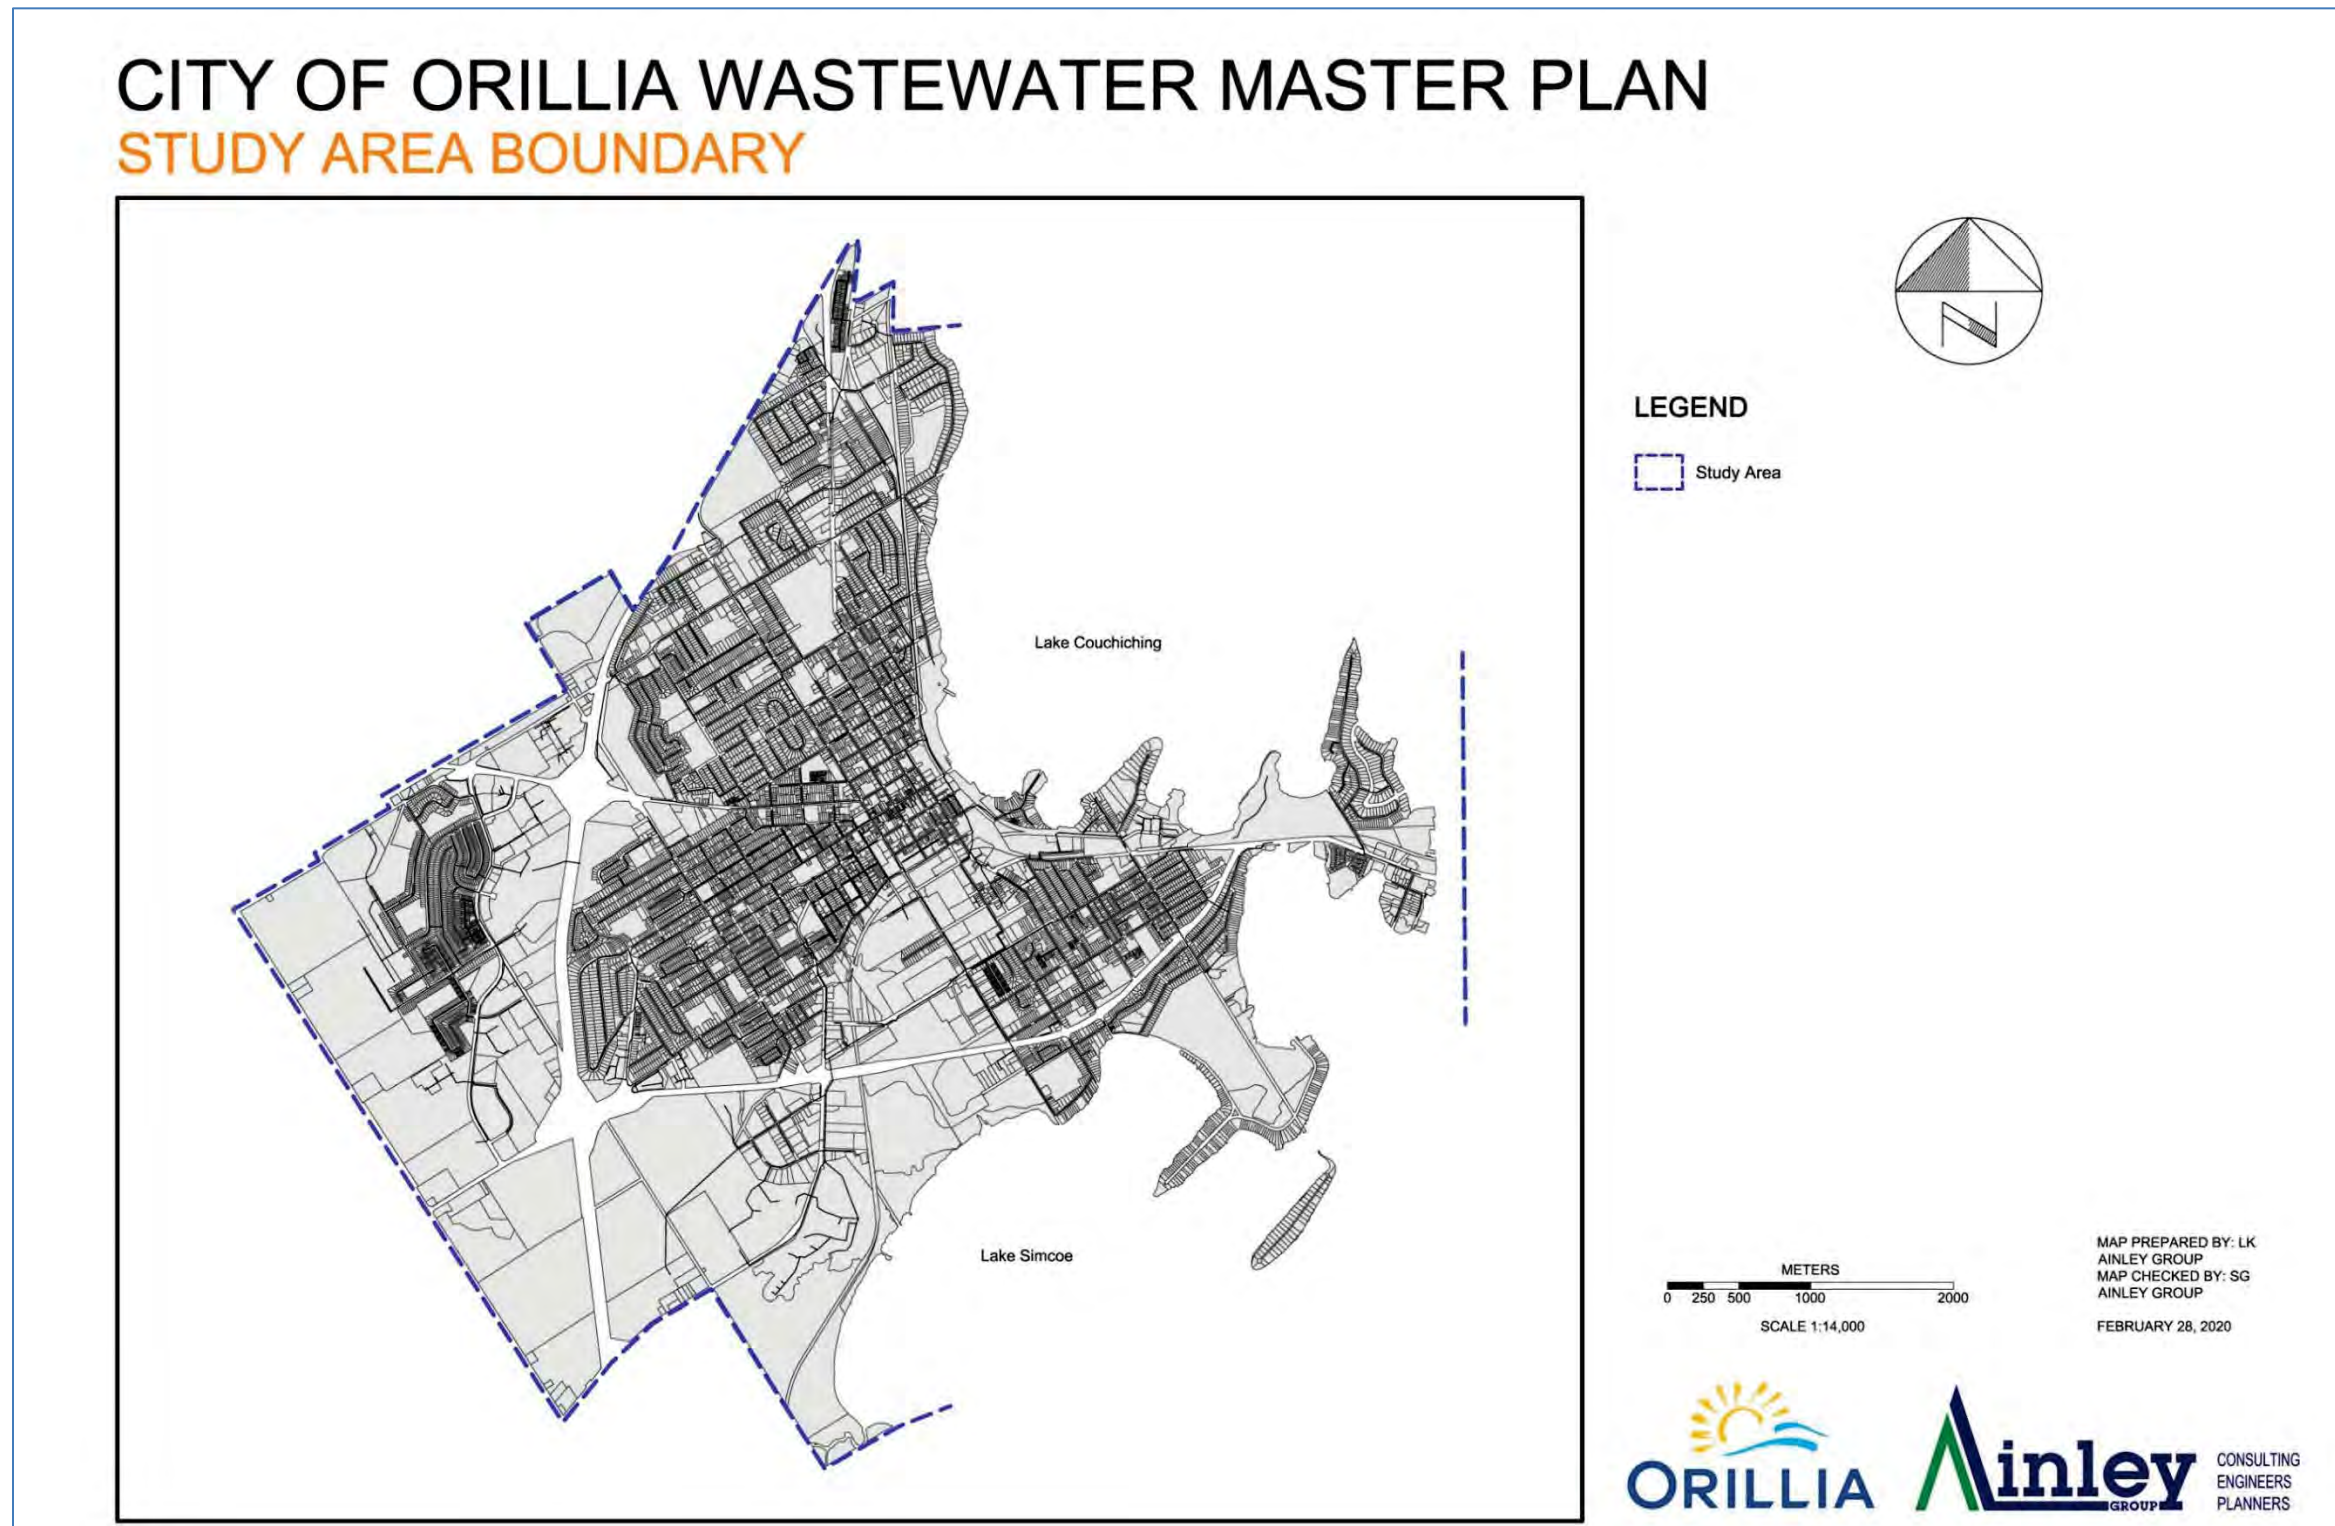 CITY OF ORILLIA WASTEWATER MASTER PLAN
STUDY AREA BOUNDARY
N
LEGEND
Study Area
Lake Couchiching
Lake Simcoe
METERS
0 250 500 1000 2000
SCALE 1:14,000
MAP PREPARED BY: LK
AINLEY GROUP
MAP CHECKED BY: SG
AINLEY GROUP
FEBRUARY 28, 2020
ORILLIA
Ainley
GROUP
CONSULTING
ENGINEERS
PLANNERS